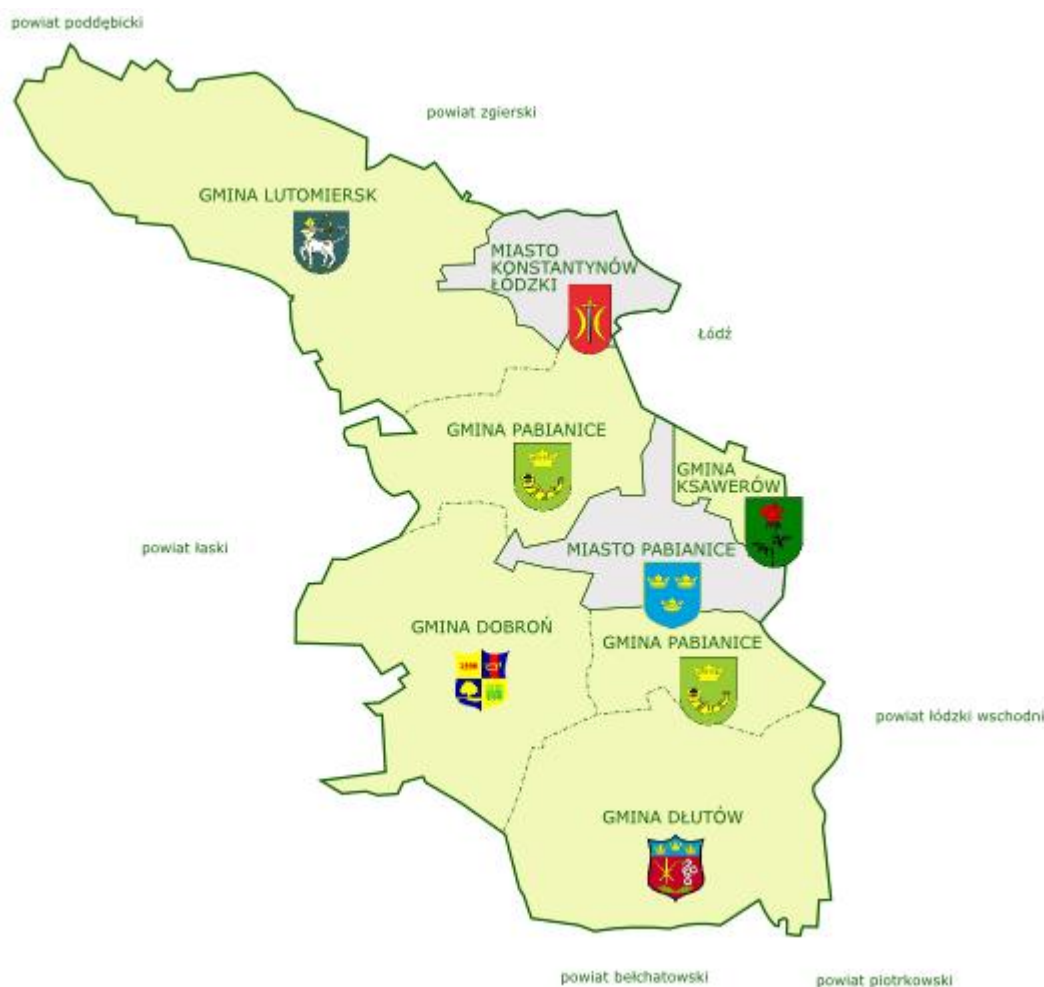 powiat poddębicki
powiat zgierski
GMINA LUTOMIERSK
MIASTO
KONSTANTYNÓW
ŁÓDZKI
Łódź
GMINA PABIANICE
GMINA
KSAWERÓW
powiat łaski
MIASTO PABIANICE
GMINA DOBROŃ
GMINA PABIANICE
powiat łódzki wschodni
GMINA DŁUTÓW
powiat bełchatowski
powiat piotrkowski